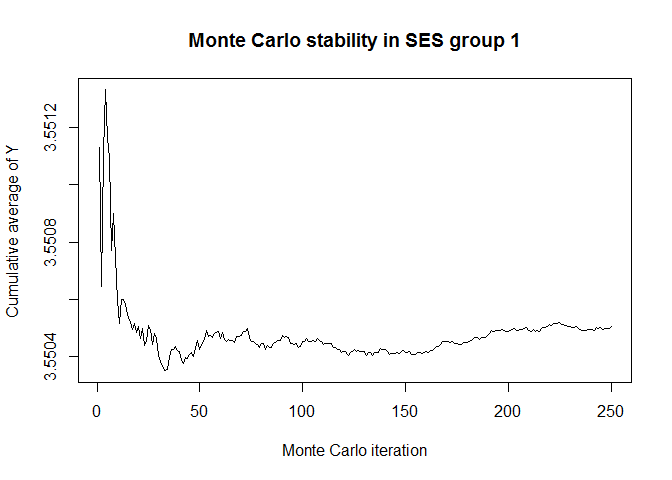 Monte Carlo stability in SES group 1
Cumulative average of Y
3.5512
3.5508
3.5504
0 50 100 150 200 250
Monte Carlo iteration